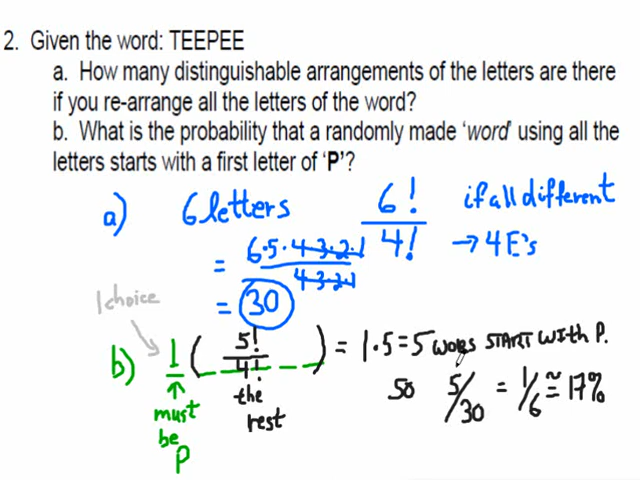 2. Given the word: TEEPEE
a. How many distinguishable arrangements of the letters are there
if you re-arrange all the letters of the word?
b. What is the probability that a randomly made ‘word’ using all the
letters starts with a first letter of ‘P’?
a) 6 letters 6!/4! if all different
→ 4 E's
= 6·5·4·3·2·1/4·3·2·1
= 30
1 choice
b) 1 ( 5!/4! ) = 1·5 = 5 words START WITH P.
must be P
the rest
so 5/30 = 1/6 ≅ 17%